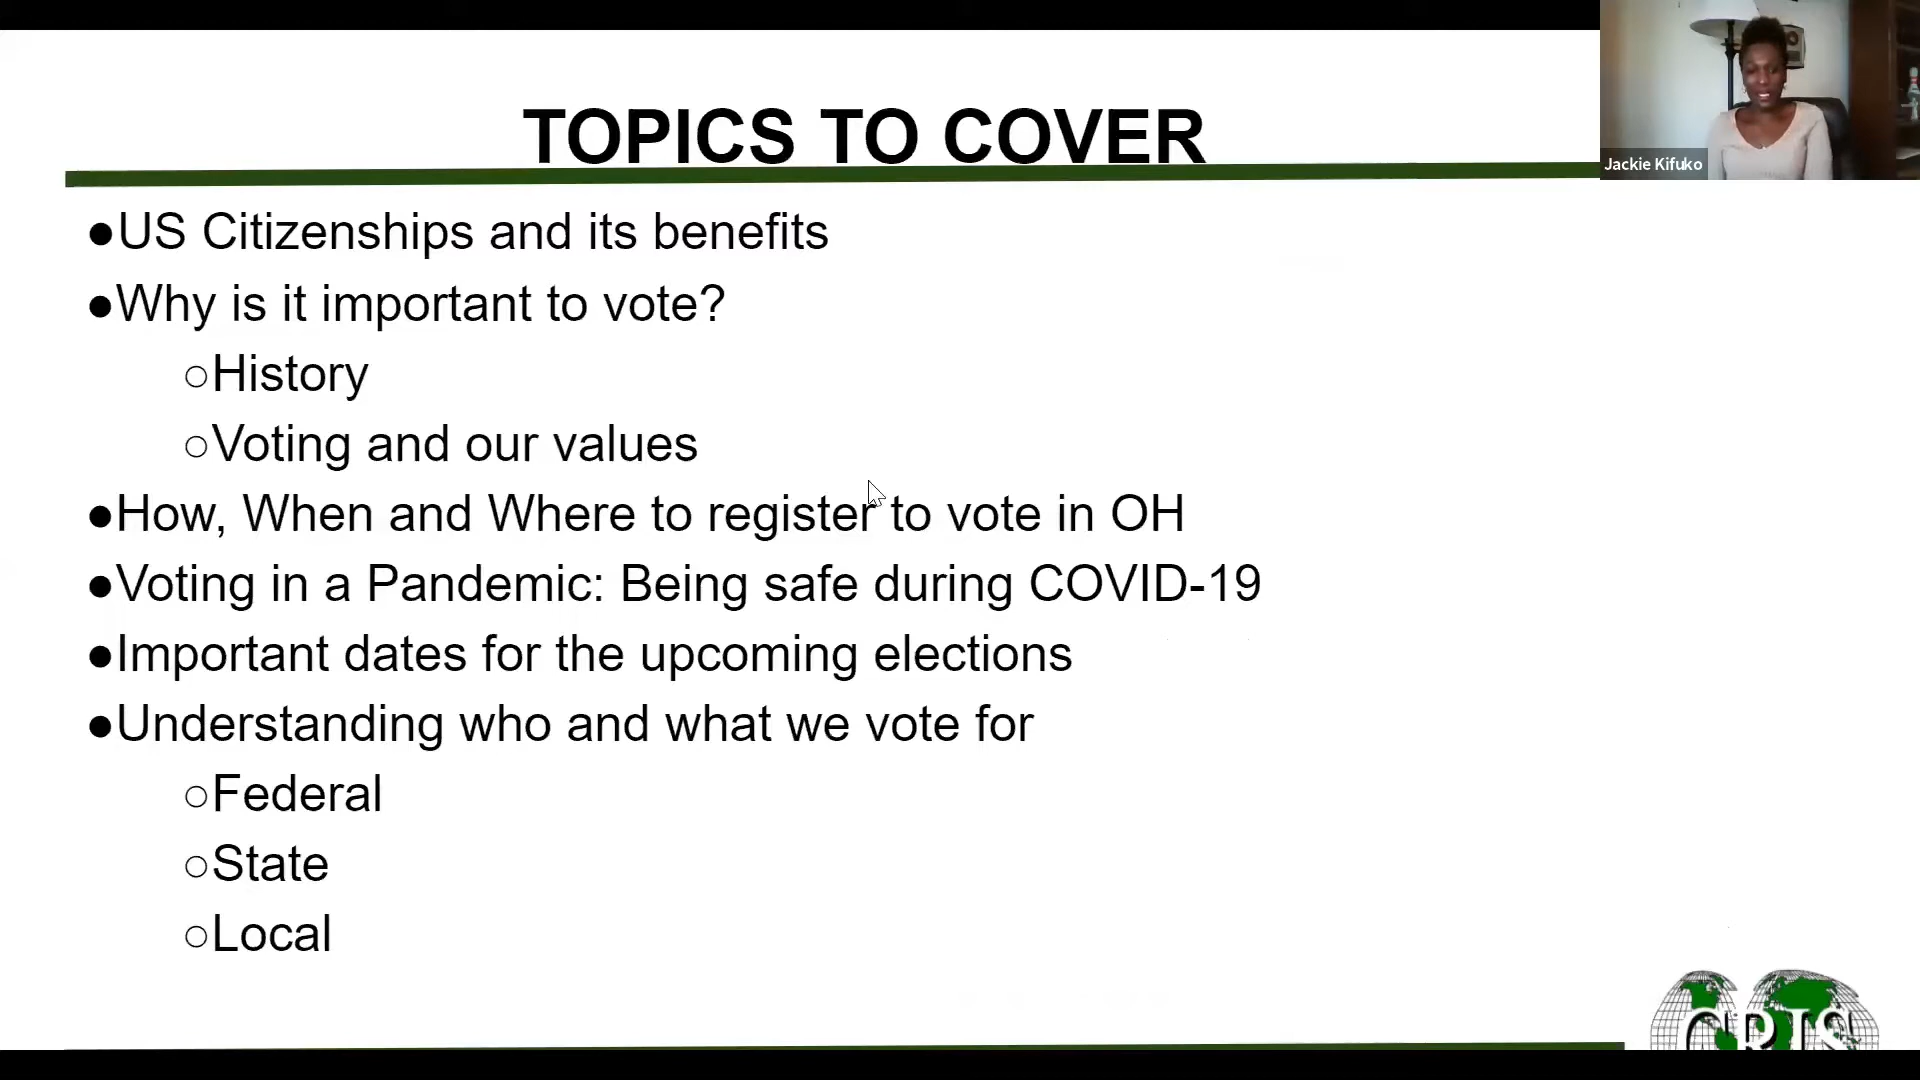 TOPICS TO COVER
Jackie Kifuko
●US Citizenships and its benefits
●Why is it important to vote?
○History
○Voting and our values
●How, When and Where to register to vote in OH
●Voting in a Pandemic: Being safe during COVID-19
●Important dates for the upcoming elections
●Understanding who and what we vote for
○Federal
○State
○Local
CRIS